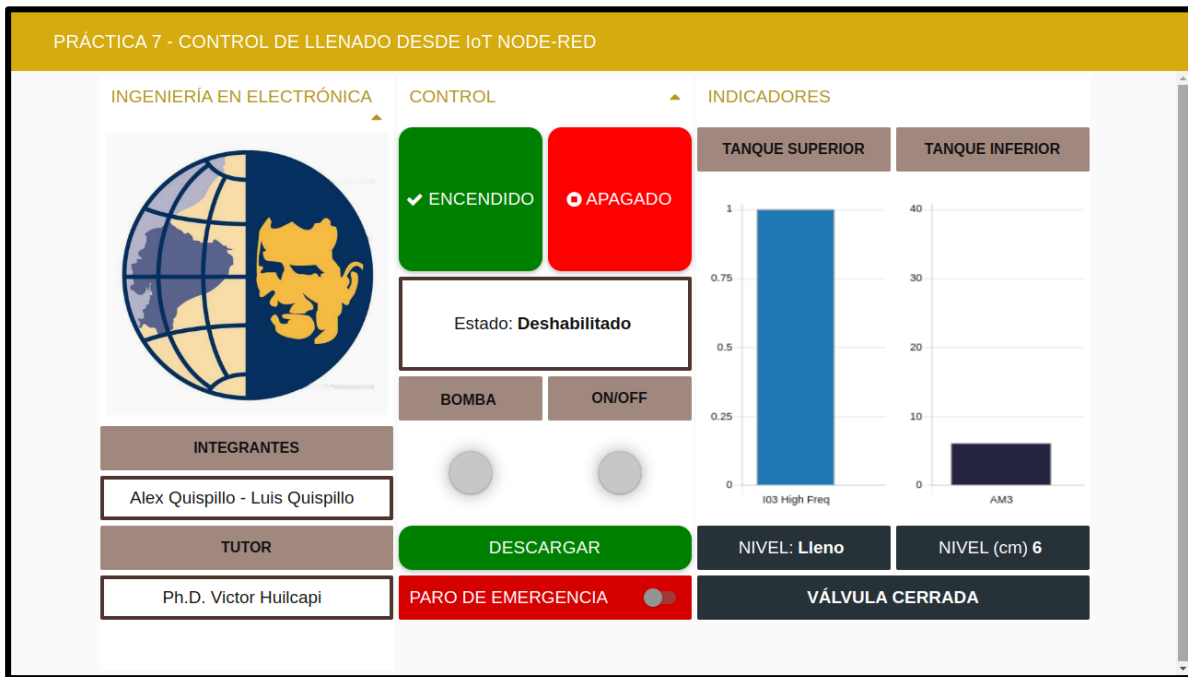 PRÁCTICA 7 - CONTROL DE LLENADO DESDE IoT NODE-RED
INGENIERÍA EN ELECTRÓNICA
INTEGRANTES
Alex Quispillo - Luis Quispillo
TUTOR
Ph.D. Victor Huilcapi
CONTROL
ENCENDIDO
APAGADO
Estado: Deshabilitado
BOMBA
ON/OFF
DESCARGAR
PARO DE EMERGENCIA
INDICADORES
TANQUE SUPERIOR
1
0.75
0.5
0.25
0
I03 High Freq
NIVEL: Lleno
TANQUE INFERIOR
40
30
20
10
0
AM3
NIVEL (cm) 6
VÁLVULA CERRADA